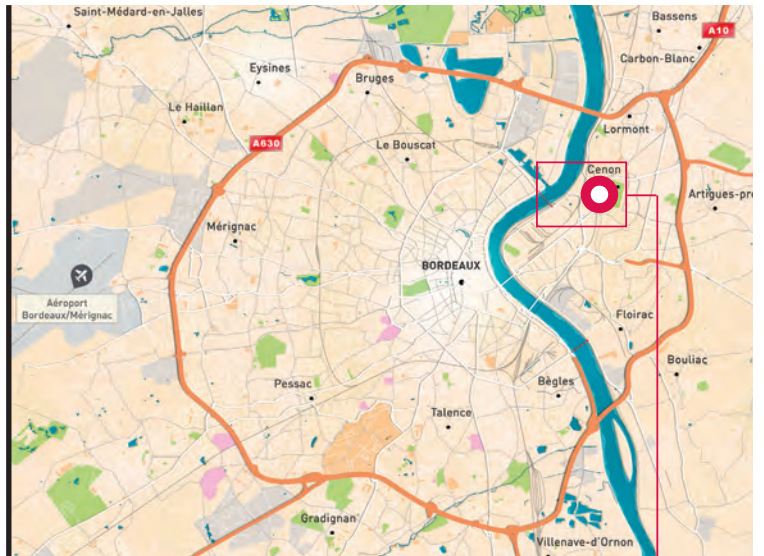 Saint-Médard-en-Jalles
Bassens
A10
Carbon-Blanc
Eysines
Bruges
Le Haillan
Lormont
A630
Le Bouscat
Cenon
Artigues-pre
Mérignac
BORDEAUX
Aéroport
Bordeaux/Mérignac
Floirac
Bouliac
Pessac
Bègles
Talence
Gradignan
Villenave-d'Ornon